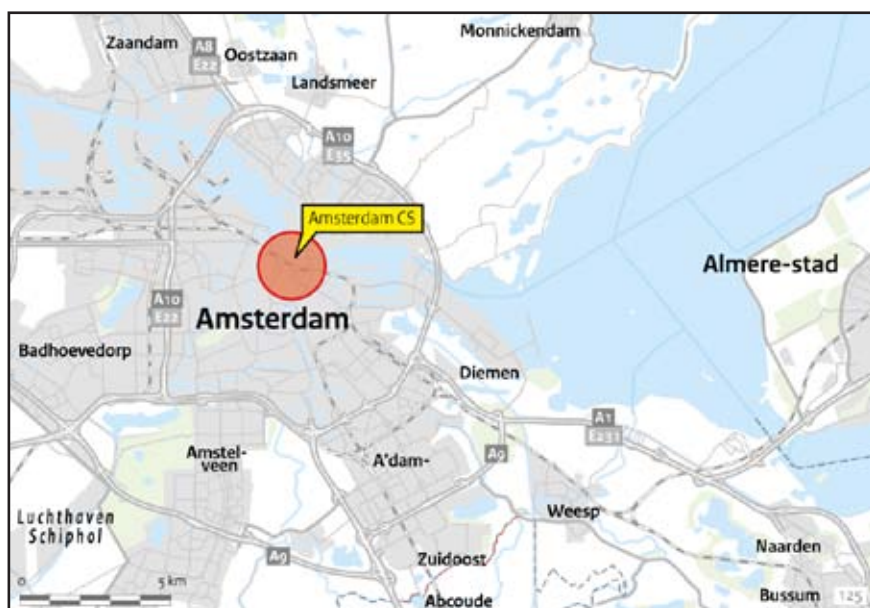 Zaandam
A8
E22
Oostzaan
Monnickendam
Landsmeer
A10
E35
Amsterdam CS
Almere-stad
A10
E22
Amsterdam
Badhoevedorp
Diemen
A1
E231
Amstel-
veen
A'dam-
A9
Luchthaven
Schiphol
Weesp
A9
Zuidoost
Naarden
0
5 km
Abcoude
Bussum
125